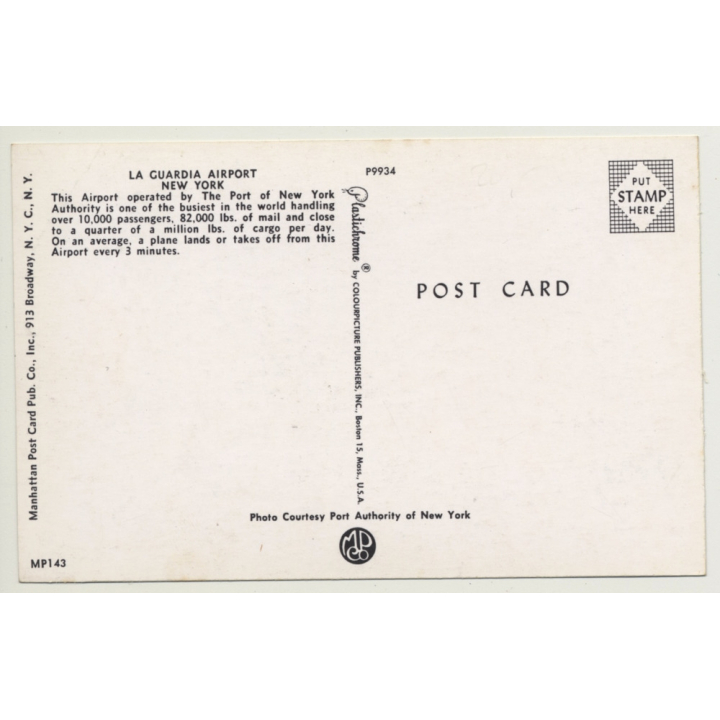 LA GUARDIA AIRPORT
NEW YORK
This Airport operated by The Port of New York
Authority is one of the busiest in the world handling
over 10,000 passengers, 82,000 lbs. of mail and close
to a quarter of a million lbs. of cargo per day.
On an average, a plane lands or takes off from this
Airport every 3 minutes.
Manhattan Post Card Pub. Co., Inc., 913 Broadway, N. Y. C., N. Y.
MP143
P9934
Plastichrome ® by COLOURPICTURE PUBLISHERS, INC., Boston 15, Mass., U.S.A.
Photo Courtesy Port Authority of New York
MPCo
PUT
STAMP
HERE
POST CARD